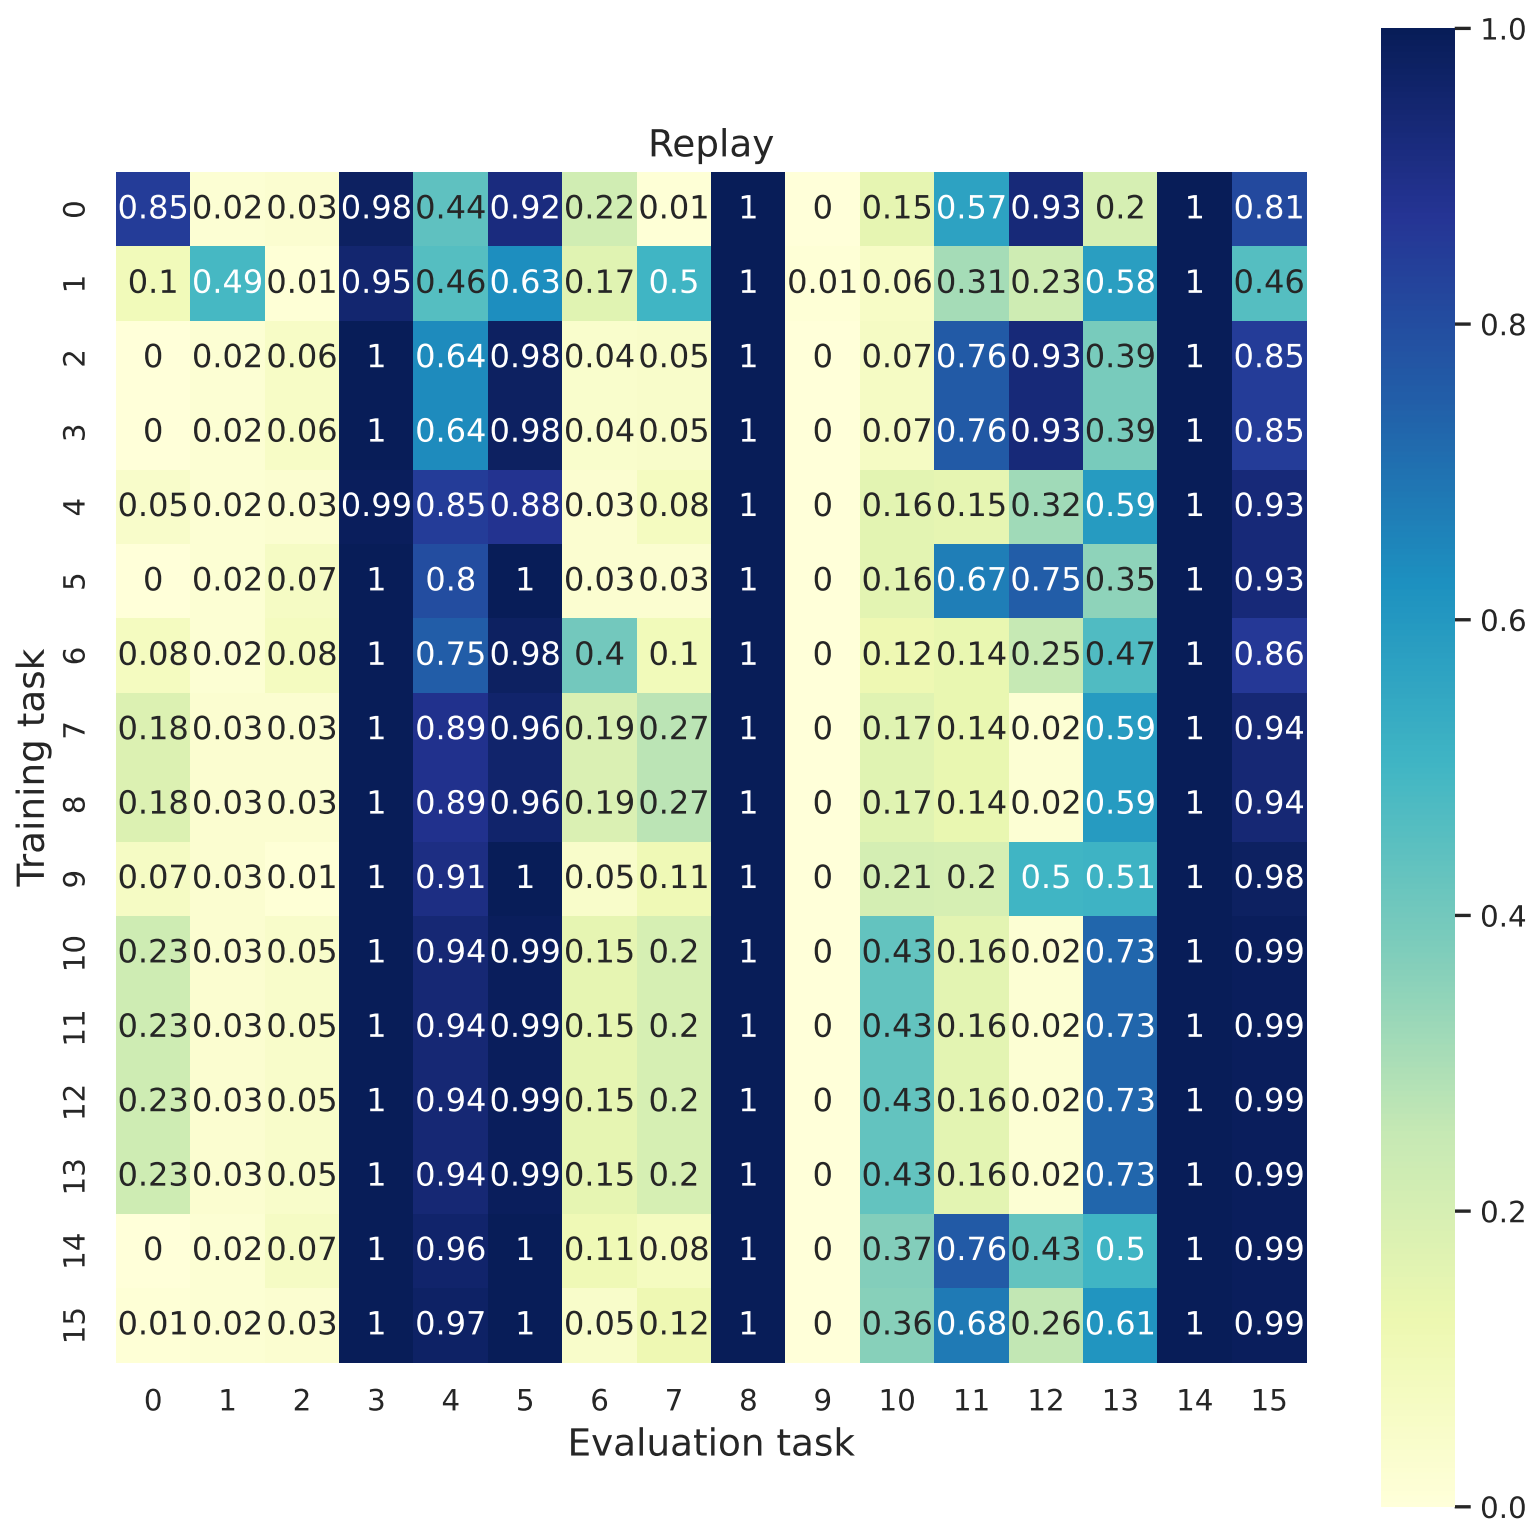 Replay
0 0.85 0.02 0.03 0.98 0.44 0.92 0.22 0.01 1 0 0.15 0.57 0.93 0.2 1 0.81
1 0.1 0.49 0.01 0.95 0.46 0.63 0.17 0.5 1 0.01 0.06 0.31 0.23 0.58 1 0.46
2 0 0.02 0.06 1 0.64 0.98 0.04 0.05 1 0 0.07 0.76 0.93 0.39 1 0.85
3 0 0.02 0.06 1 0.64 0.98 0.04 0.05 1 0 0.07 0.76 0.93 0.39 1 0.85
4 0.05 0.02 0.03 0.99 0.85 0.88 0.03 0.08 1 0 0.16 0.15 0.32 0.59 1 0.93
5 0 0.02 0.07 1 0.8 1 0.03 0.03 1 0 0.16 0.67 0.75 0.35 1 0.93
6 0.08 0.02 0.08 1 0.75 0.98 0.4 0.1 1 0 0.12 0.14 0.25 0.47 1 0.86
7 0.18 0.03 0.03 1 0.89 0.96 0.19 0.27 1 0 0.17 0.14 0.02 0.59 1 0.94
8 0.18 0.03 0.03 1 0.89 0.96 0.19 0.27 1 0 0.17 0.14 0.02 0.59 1 0.94
9 0.07 0.03 0.01 1 0.91 1 0.05 0.11 1 0 0.21 0.2 0.5 0.51 1 0.98
10 0.23 0.03 0.05 1 0.94 0.99 0.15 0.2 1 0 0.43 0.16 0.02 0.73 1 0.99
11 0.23 0.03 0.05 1 0.94 0.99 0.15 0.2 1 0 0.43 0.16 0.02 0.73 1 0.99
12 0.23 0.03 0.05 1 0.94 0.99 0.15 0.2 1 0 0.43 0.16 0.02 0.73 1 0.99
13 0.23 0.03 0.05 1 0.94 0.99 0.15 0.2 1 0 0.43 0.16 0.02 0.73 1 0.99
14 0 0.02 0.07 1 0.96 1 0.11 0.08 1 0 0.37 0.76 0.43 0.5 1 0.99
15 0.01 0.02 0.03 1 0.97 1 0.05 0.12 1 0 0.36 0.68 0.26 0.61 1 0.99
0 1 2 3 4 5 6 7 8 9 10 11 12 13 14 15
Evaluation task
Training task
1.0
0.8
0.6
0.4
0.2
0.0